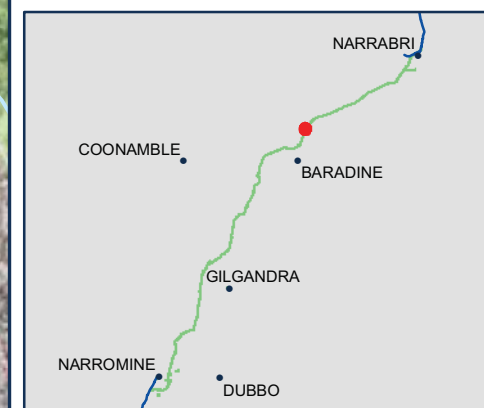 NARRABRI
COONAMBLE
BARADINE
GILGANDRA
NARROMINE
DUBBO